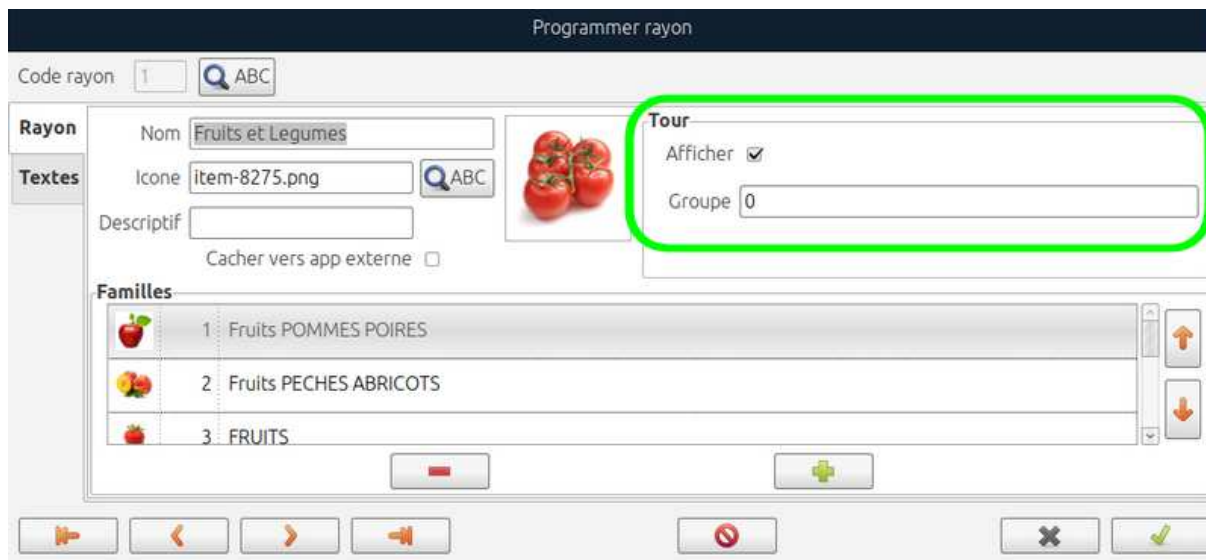 Programmer rayon
Code rayon 1 ABC
Rayon
Textes
Nom Fruits et Legumes
Icone item-8275.png ABC
Descriptif
Cacher vers app externe
Tour
Afficher
Groupe 0
Familles
1 Fruits POMMES POIRES
2 Fruits PECHES ABRICOTS
3 FRUITS